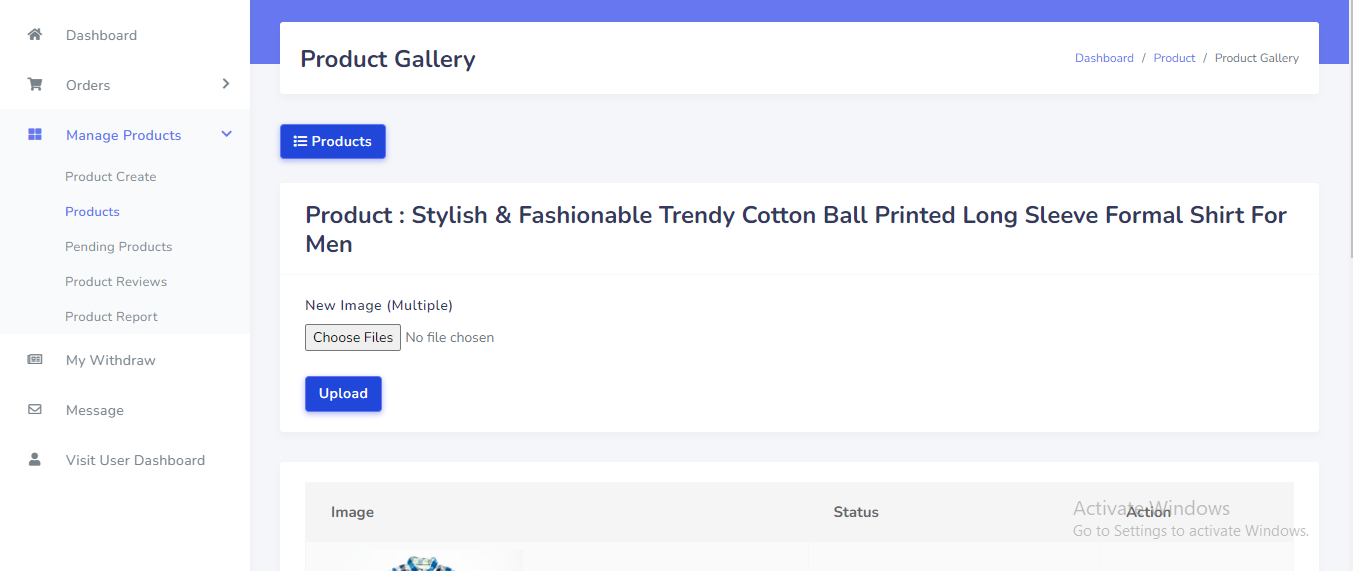 Dashboard
Orders
Manage Products
Product Create
Products
Pending Products
Product Reviews
Product Report
My Withdraw
Message
Visit User Dashboard
Product Gallery
Dashboard / Product / Product Gallery
Products
Product : Stylish & Fashionable Trendy Cotton Ball Printed Long Sleeve Formal Shirt For
Men
New Image (Multiple)
Choose Files No file chosen
Upload
Image Status Action
Activate Windows
Go to Settings to activate Windows.